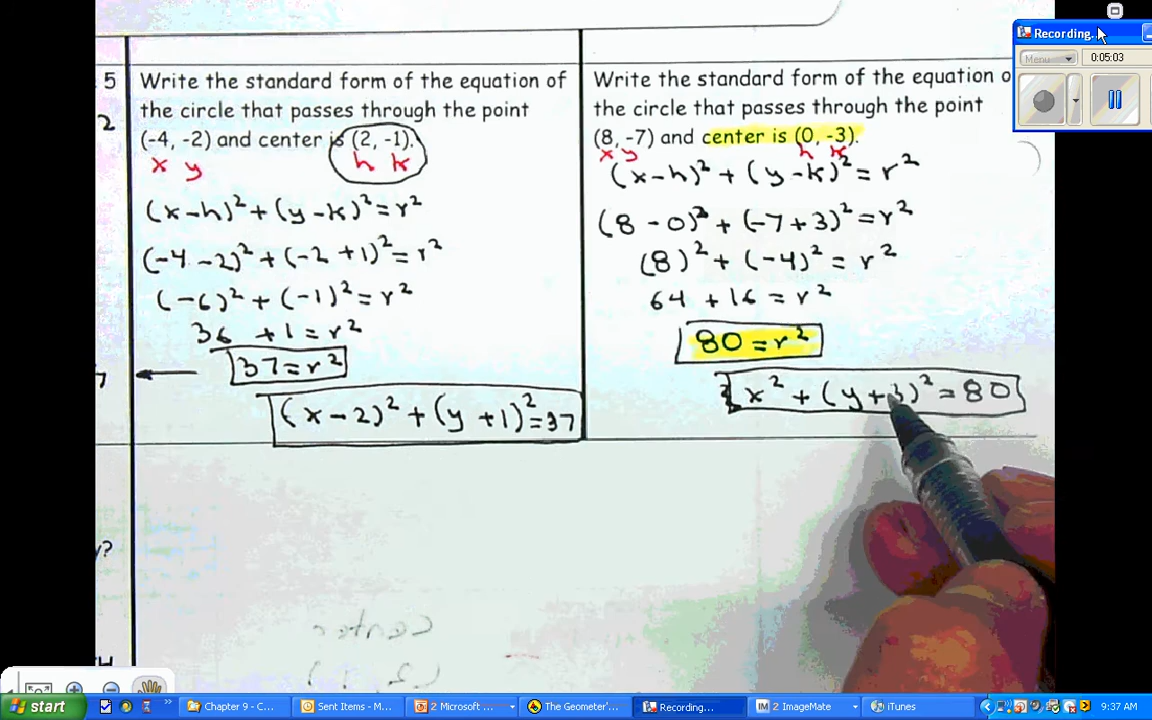 Recording...
Menu
0:05:03
5
2
Write the standard form of the equation of
the circle that passes through the point
(-4, -2) and center is (2, -1).
x y h k
(x-h)² + (y-k)² = r²
(-4-2)² + (-2+1)² = r²
(-6)² + (-1)² = r²
36 + 1 = r²
37 = r²
(x-2)² + (y+1)² = 37
Write the standard form of the equation o
the circle that passes through the point
(8, -7) and center is (0, -3).
x y h k
(x-h)² + (y-k)² = r²
(8-0)² + (-7+3)² = r²
(8)² + (-4)² = r²
64 + 16 = r²
80 = r²
x² + (y+3)² = 80
y?
center
start
Chapter 9 - C...
Sent Items - M...
2 Microsoft ...
The Geometer'...
Recording...
2 ImageMate
iTunes
9:37 AM